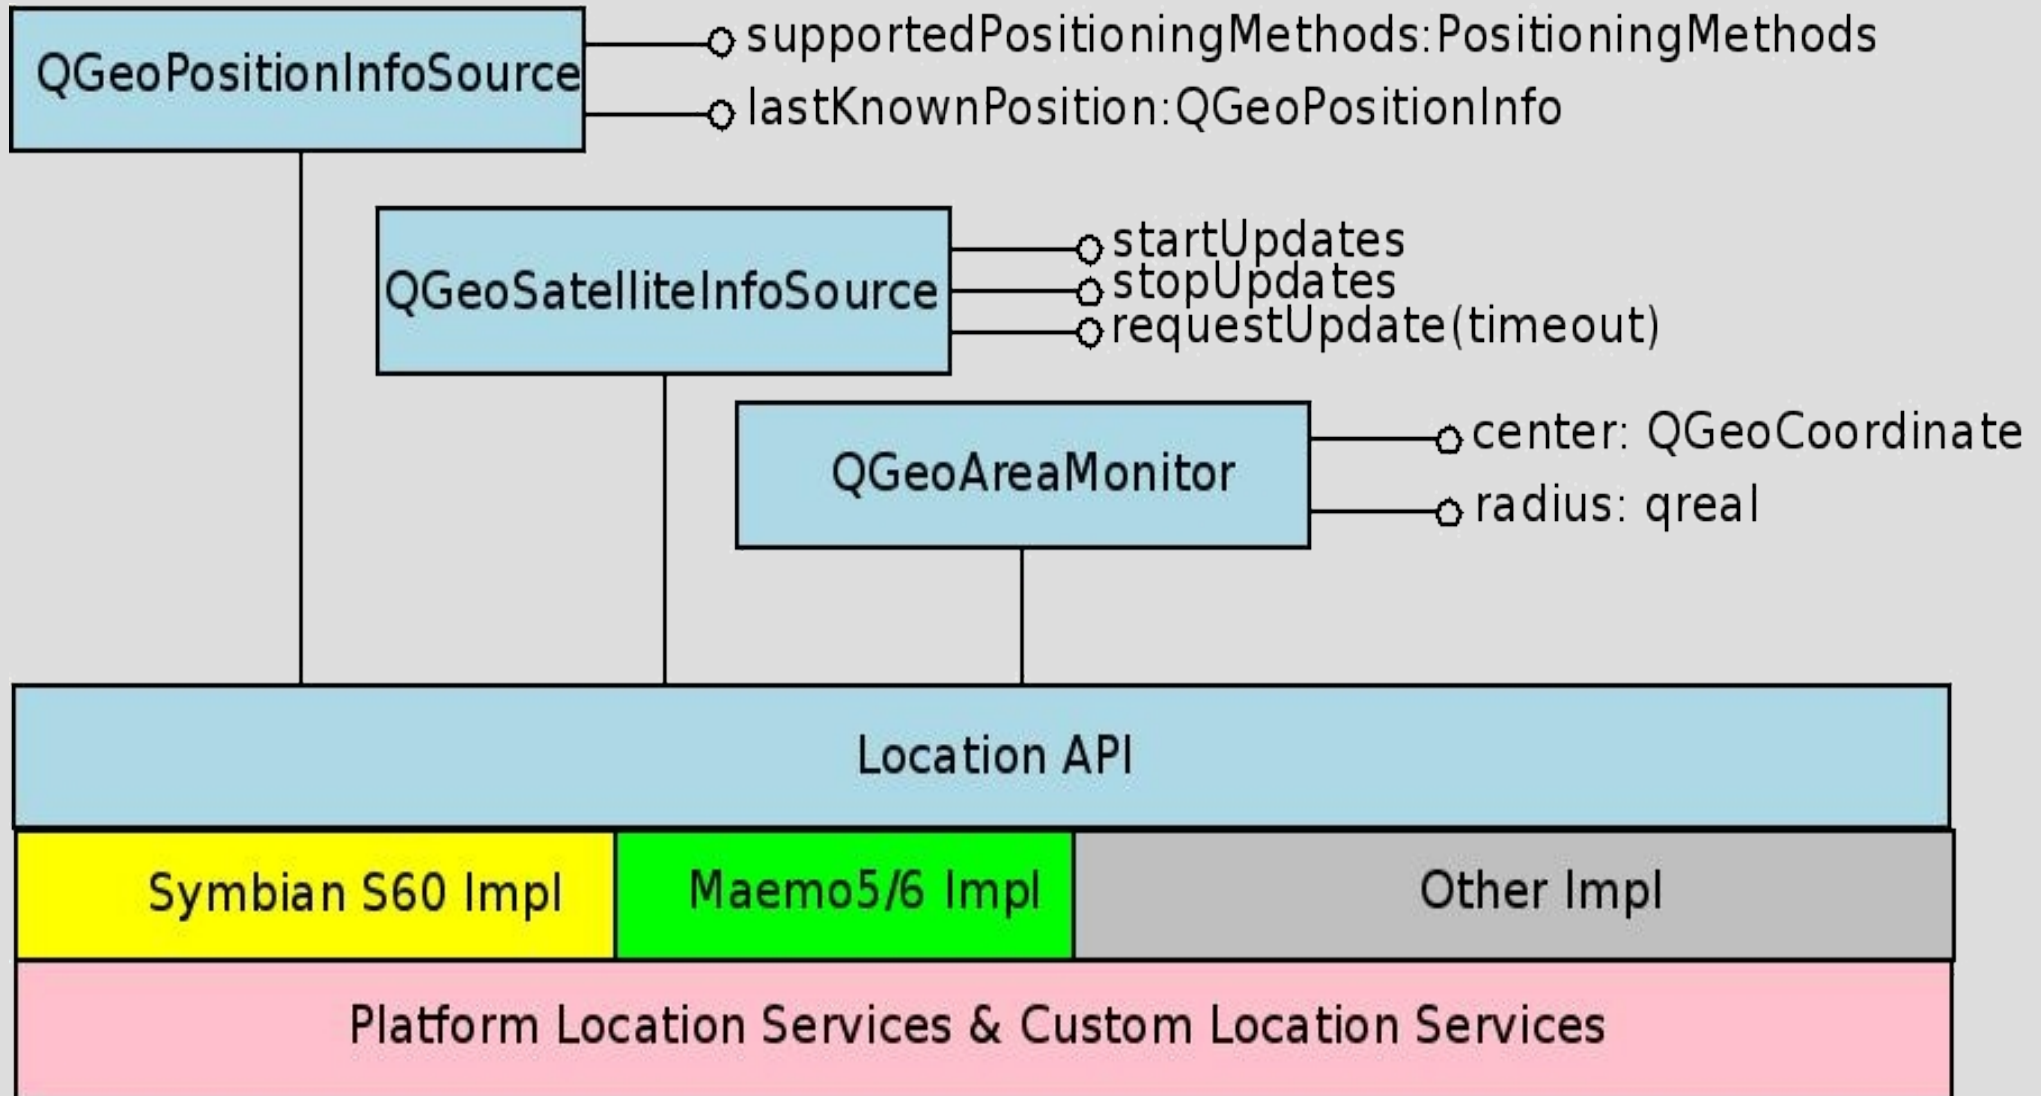 QGeoPositionInfoSource
supportedPositioningMethods:PositioningMethods
lastKnownPosition:QGeoPositionInfo
QGeoSatelliteInfoSource
startUpdates
stopUpdates
requestUpdate(timeout)
QGeoAreaMonitor
center: QGeoCoordinate
radius: qreal
Location API
Symbian S60 Impl
Maemo5/6 Impl
Other Impl
Platform Location Services & Custom Location Services